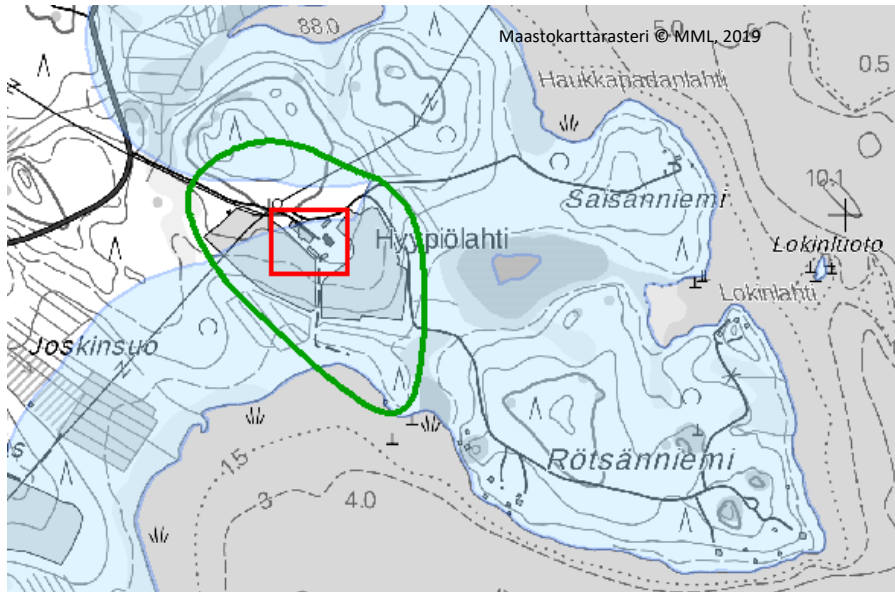 88.0
Maastokarttarasteri © MML, 2019
5.0
0.5
Haukkapadanlahti
10.1
Saisänniemi
Hyypiölahti
Lokinluoto
Lokinlahti
Joskinsuo
Rötsänniemi
1.5
3
4.0